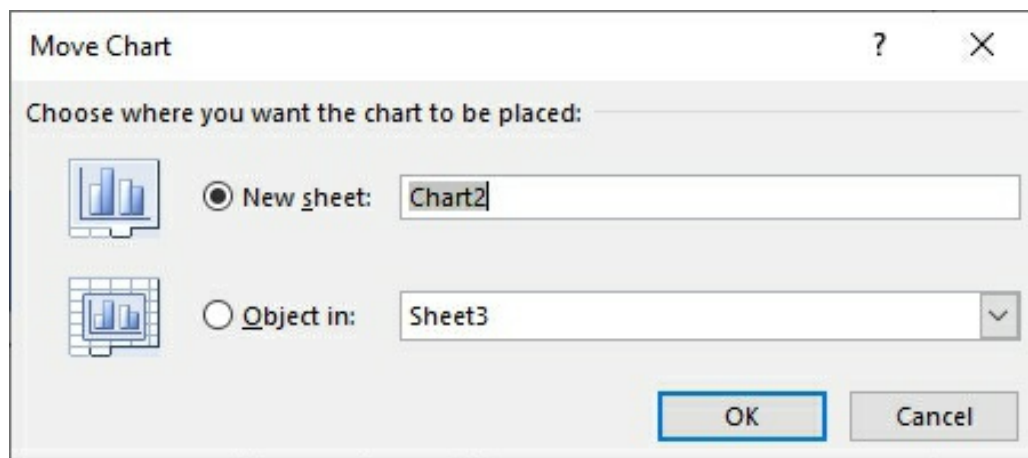 Move Chart ? X
Choose where you want the chart to be placed:
New sheet: Chart2
Object in: Sheet3
OK Cancel